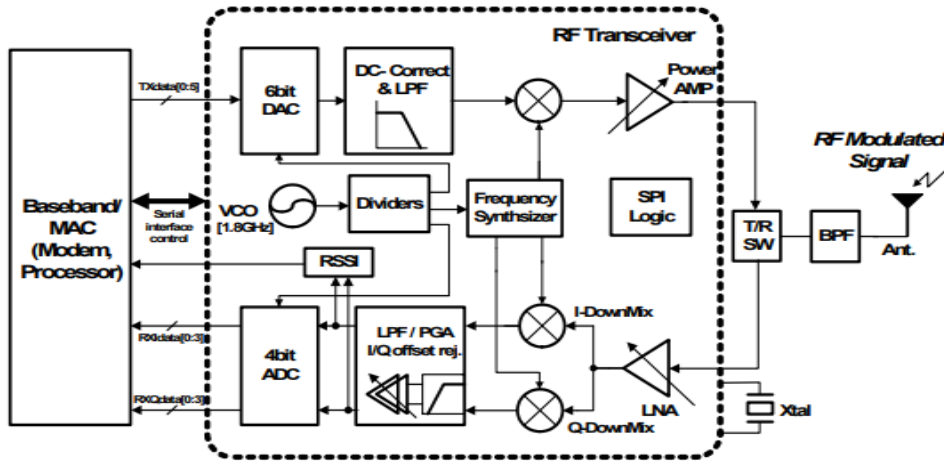 RF Transceiver
TXdata[0:5]
6bit
DAC
DC- Correct
& LPF
Power
AMP
RF Modulated
Signal
Baseband/
MAC
(Modem,
Processor)
Serial
interface
control
VCO
[1.8GHz]
Dividers
Frequency
Synthsizer
SPI
Logic
T/R
SW
BPF
Ant.
RSSI
RXIdata[0:3]
RXQdata[0:3]
4bit
ADC
LPF / PGA
I/Q offset rej.
I-DownMix
Q-DownMix
LNA
Xtal